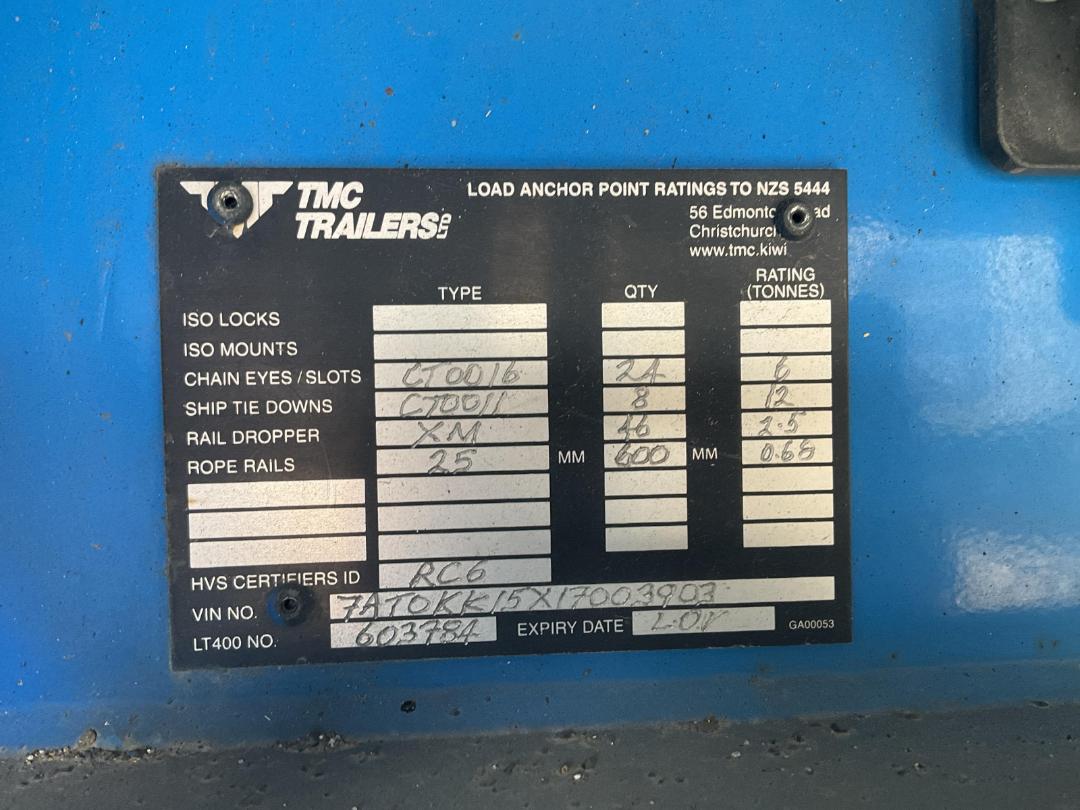 TMC LOAD ANCHOR POINT RATINGS TO NZS 5444
TRAILERS LTD
56 Edmonto ad
Christchurc
www.tmc.kiwi
TYPE QTY RATING (TONNES)
ISO LOCKS
ISO MOUNTS
CHAIN EYES / SLOTS CT0016 24 6
SHIP TIE DOWNS CT0011 8 12
RAIL DROPPER XM 46 2.5
ROPE RAILS 25 MM 600 MM 0.68
HVS CERTIFIERS ID RC6
VIN NO. 7AT0KK15X17003903
LT400 NO. 603784 EXPIRY DATE L.O.V GA00053